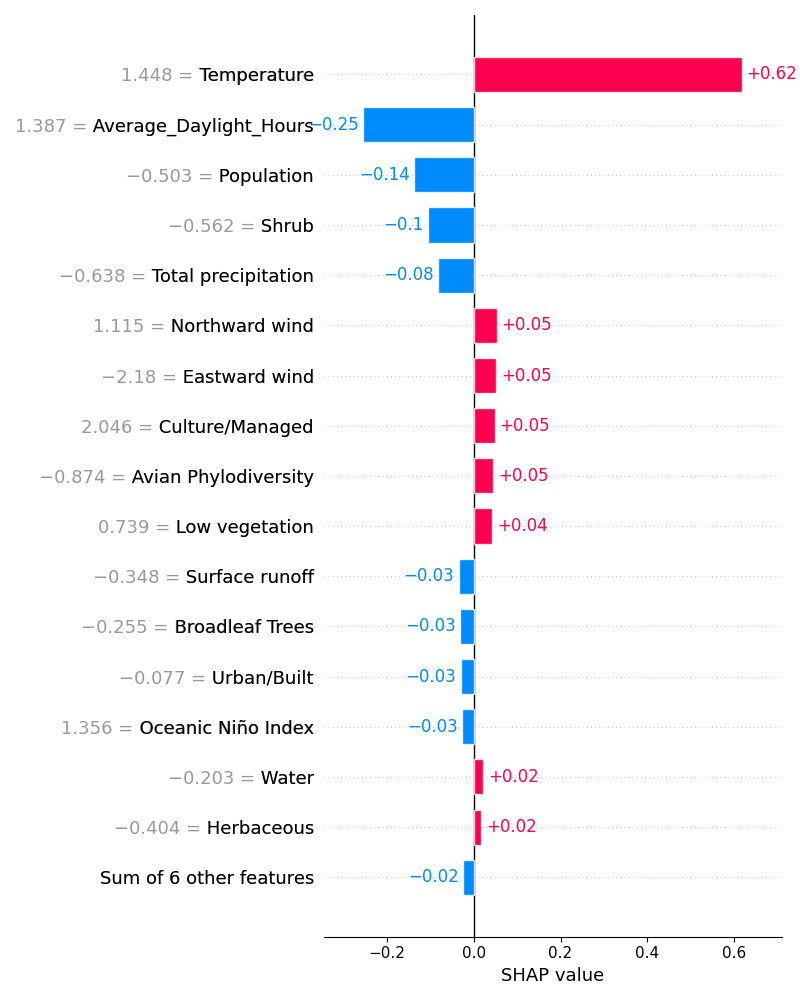 1.448 = Temperature +0.62
1.387 = Average_Daylight_Hours −0.25
−0.503 = Population −0.14
−0.562 = Shrub −0.1
−0.638 = Total precipitation −0.08
1.115 = Northward wind +0.05
−2.18 = Eastward wind +0.05
2.046 = Culture/Managed +0.05
−0.874 = Avian Phylodiversity +0.05
0.739 = Low vegetation +0.04
−0.348 = Surface runoff −0.03
−0.255 = Broadleaf Trees −0.03
−0.077 = Urban/Built −0.03
1.356 = Oceanic Niño Index −0.03
−0.203 = Water +0.02
−0.404 = Herbaceous +0.02
Sum of 6 other features −0.02
−0.2 0.0 0.2 0.4 0.6
SHAP value